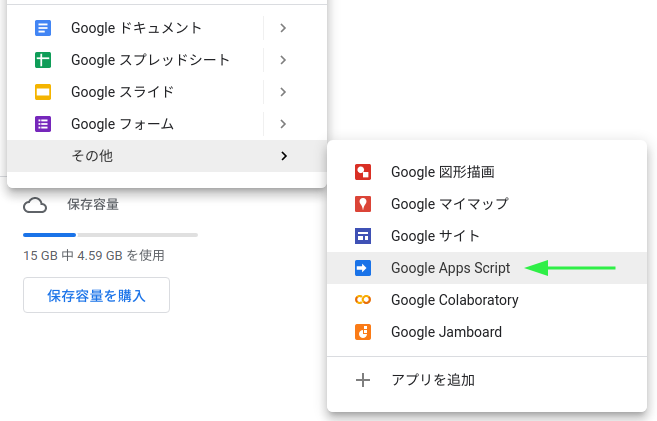 Google ドキュメント
Google スプレッドシート
Google スライド
Google フォーム
その他
保存容量
15 GB 中 4.59 GB を使用
保存容量を購入
Google 図形描画
Google マイマップ
Google サイト
Google Apps Script
Google Colaboratory
Google Jamboard
アプリを追加